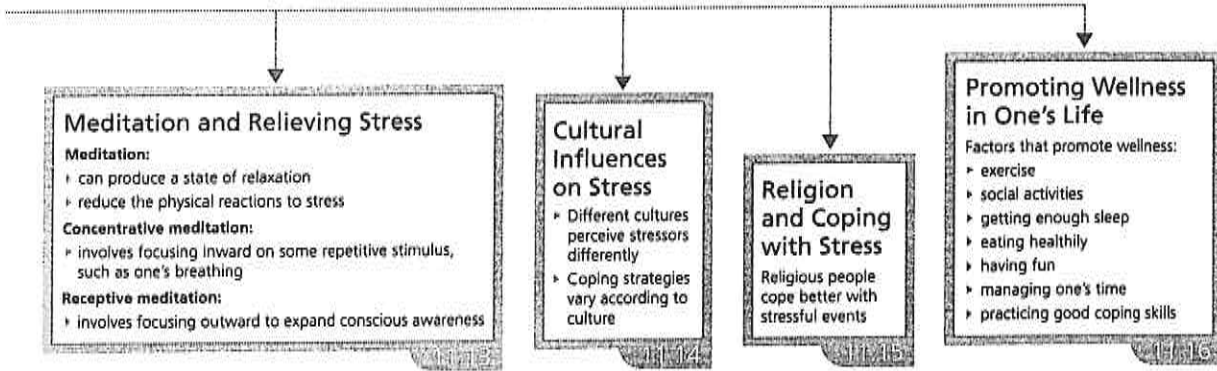 Meditation and Relieving Stress
Meditation:
▸ can produce a state of relaxation
▸ reduce the physical reactions to stress
Concentrative meditation:
▸ involves focusing inward on some repetitive stimulus,
such as one's breathing
Receptive meditation:
▸ involves focusing outward to expand conscious awareness
11.13
Cultural
Influences
on Stress
▸ Different cultures
perceive stressors
differently
▸ Coping strategies
vary according to
culture
11.14
Religion
and Coping
with Stress
Religious people
cope better with
stressful events
11.15
Promoting Wellness
in One's Life
Factors that promote wellness:
▸ exercise
▸ social activities
▸ getting enough sleep
▸ eating healthily
▸ having fun
▸ managing one's time
▸ practicing good coping skills
11.16